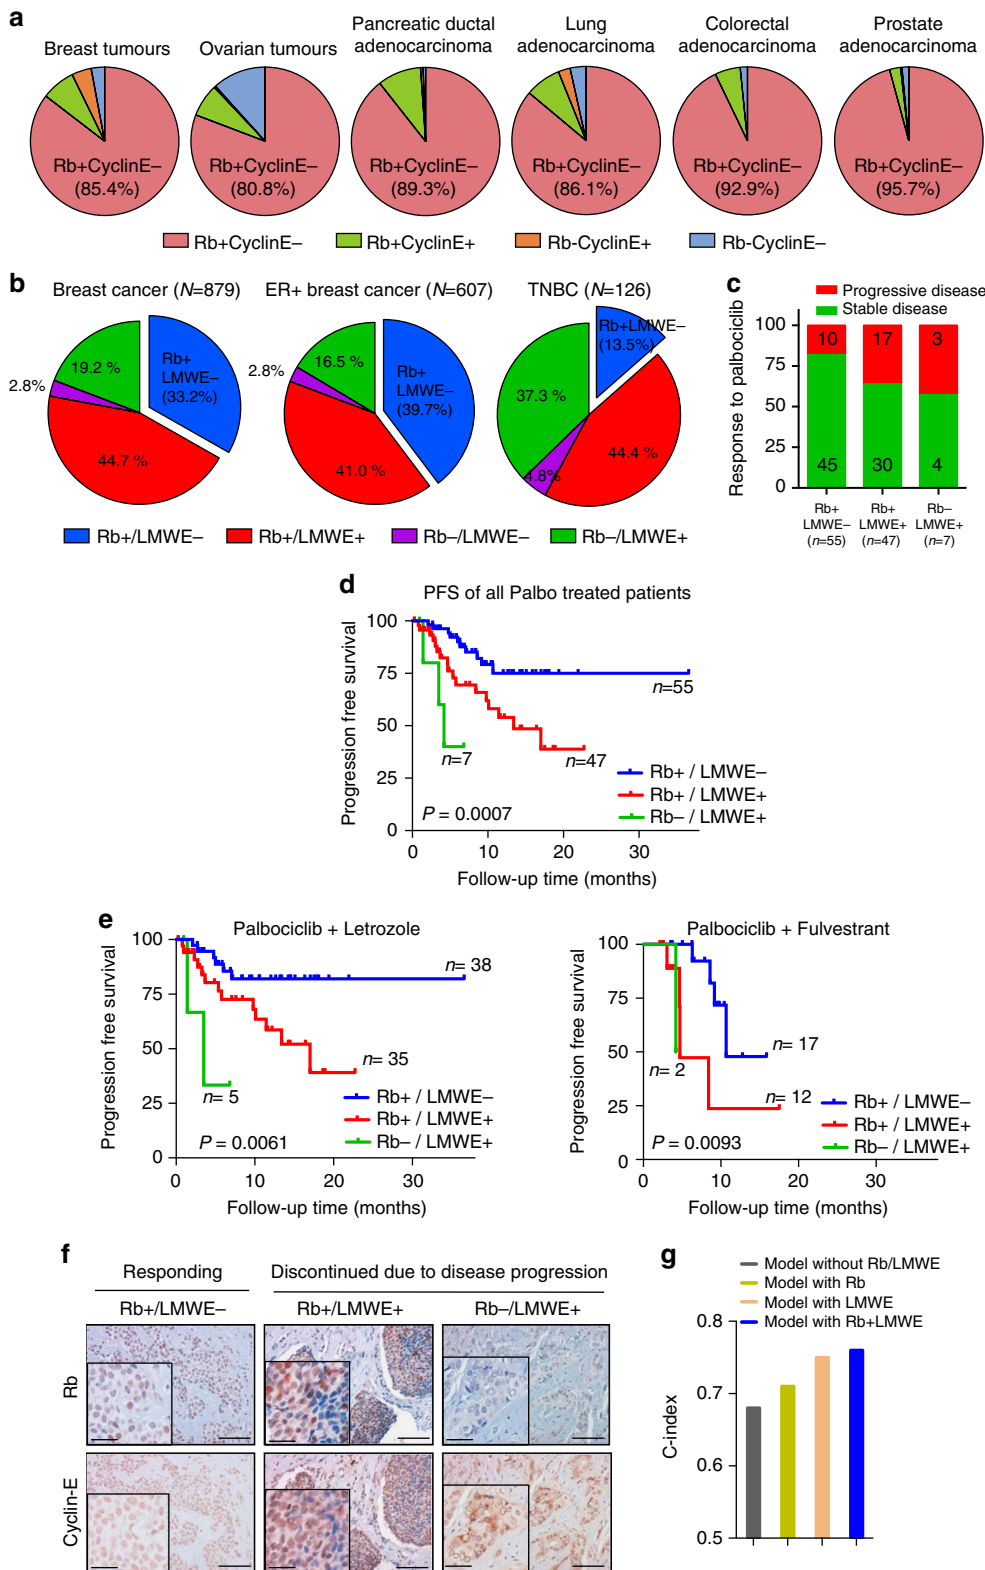 a
Breast tumours
Ovarian tumours
Pancreatic ductal
adenocarcinoma
Lung
adenocarcinoma
Colorectal
adenocarcinoma
Prostate
adenocarcinoma
Rb+CyclinE–
(85.4%)
Rb+CyclinE–
(80.8%)
Rb+CyclinE–
(89.3%)
Rb+CyclinE–
(86.1%)
Rb+CyclinE–
(92.9%)
Rb+CyclinE–
(95.7%)
Rb+CyclinE–
Rb+CyclinE+
Rb-CyclinE+
Rb-CyclinE–
b
Breast cancer (N=879)
ER+ breast cancer (N=607)
TNBC (N=126)
Rb+
LMWE–
(33.2%)
19.2 %
2.8%
44.7 %
Rb+
LMWE–
(39.7%)
16.5 %
2.8%
41.0 %
Rb+LMWE–
(13.5%)
37.3 %
4.8%
44.4 %
Rb+/LMWE–
Rb+/LMWE+
Rb–/LMWE–
Rb–/LMWE+
c
Progressive disease
Stable disease
Response to palbociclib
100
75
50
25
0
10
17
3
45
30
4
Rb+
LMWE–
(n=55)
Rb+
LMWE+
(n=47)
Rb–
LMWE+
(n=7)
d
PFS of all Palbo treated patients
Progression free survival
100
75
50
25
0
n=55
n=47
n=7
Rb+ / LMWE–
Rb+ / LMWE+
Rb– / LMWE+
P = 0.0007
0
10
20
30
Follow-up time (months)
e
Palbociclib + Letrozole
Progression free survival
100
75
50
25
0
n= 38
n= 35
n= 5
Rb+ / LMWE–
Rb+ / LMWE+
Rb– / LMWE+
P = 0.0061
0
10
20
30
Follow-up time (months)
Palbociclib + Fulvestrant
Progression free survival
100
75
50
25
0
n= 17
n= 2
n= 12
Rb+ / LMWE–
Rb+ / LMWE+
Rb– / LMWE+
P = 0.0093
0
10
20
30
Follow-up time (months)
f
Responding
Discontinued due to disease progression
Rb+/LMWE–
Rb+/LMWE+
Rb–/LMWE+
Rb
Cyclin-E
g
Model without Rb/LMWE
Model with Rb
Model with LMWE
Model with Rb+LMWE
C-index
0.8
0.7
0.6
0.5